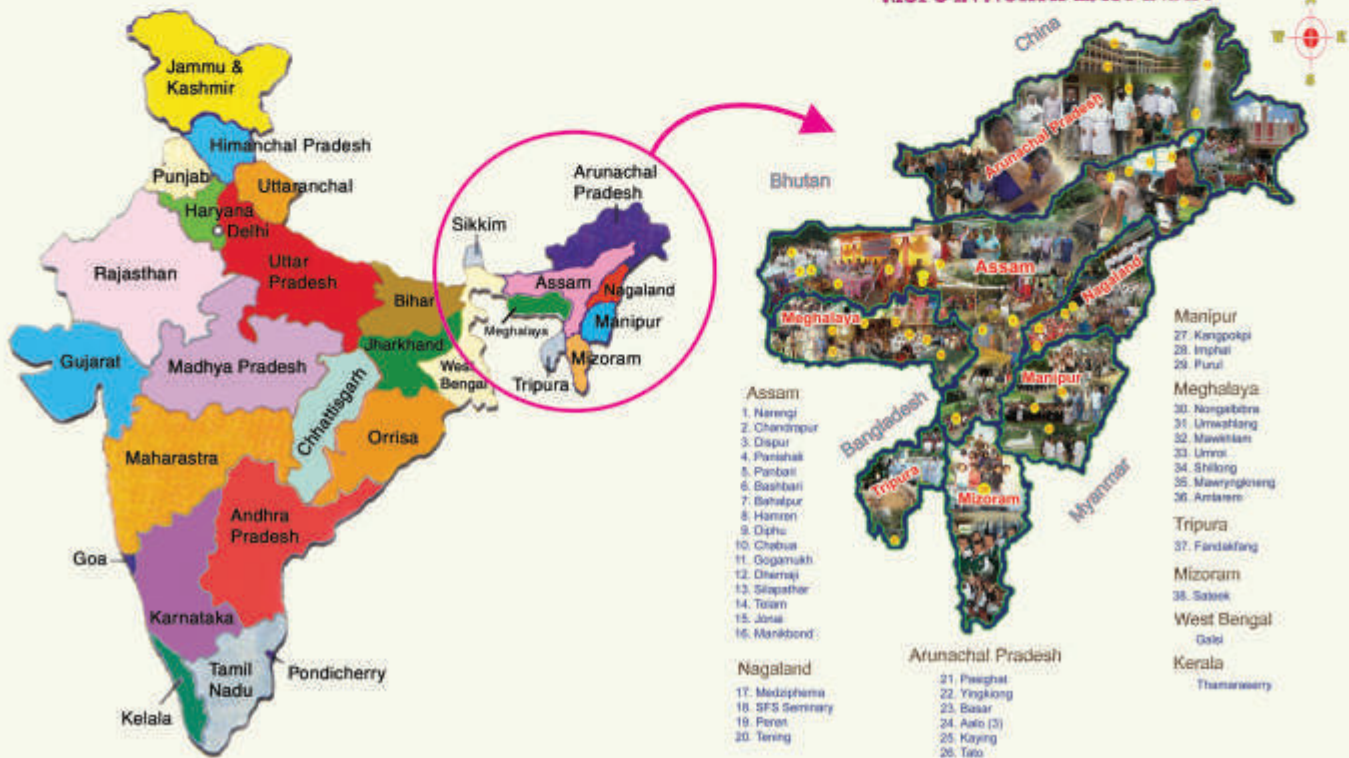 Jammu &
Kashmir
Himanchal Pradesh
Punjab
Uttaranchal
Haryana
Delhi
Rajasthan
Uttar
Pradesh
Bihar
Gujarat
Madhya Pradesh
Jharkhand
West
Bengal
Chhattisgarh
Orrisa
Maharastra
Andhra
Pradesh
Goa
Karnataka
Tamil
Nadu
Pondicherry
Kelala
Sikkim
Arunachal
Pradesh
Assam
Nagaland
Meghalaya
Manipur
Mizoram
Tripura
China
W
E
S
Bhutan
Arunachal Pradesh
Assam
Nagaland
Meghalaya
Manipur
Bangladesh
Tripura
Mizoram
Myanmar
Assam
1. Narengi
2. Chandrapur
3. Dispur
4. Paniahali
5. Panbari
6. Bashbari
7. Bahalpur
8. Hamren
9. Diphu
10. Chabua
11. Gogamukh
12. Dhemaji
13. Silapathar
14. Telam
15. Jonai
16. Manikbond
Nagaland
17. Medziphema
18. SFS Seminary
19. Peren
20. Tening
Arunachal Pradesh
21. Pasighat
22. Yingkiong
23. Basar
24. Aalo (3)
25. Kaying
26. Tato
Manipur
27. Kangpokpi
28. Imphal
29. Purul
Meghalaya
30. Nongalbibra
31. Umwahlang
32. Mawkhlam
33. Umroi
34. Shillong
35. Mawryngkneng
36. Amlarem
Tripura
37. Fandakfang
Mizoram
38. Sateek
West Bengal
Galsi
Kerala
Thamarasserry